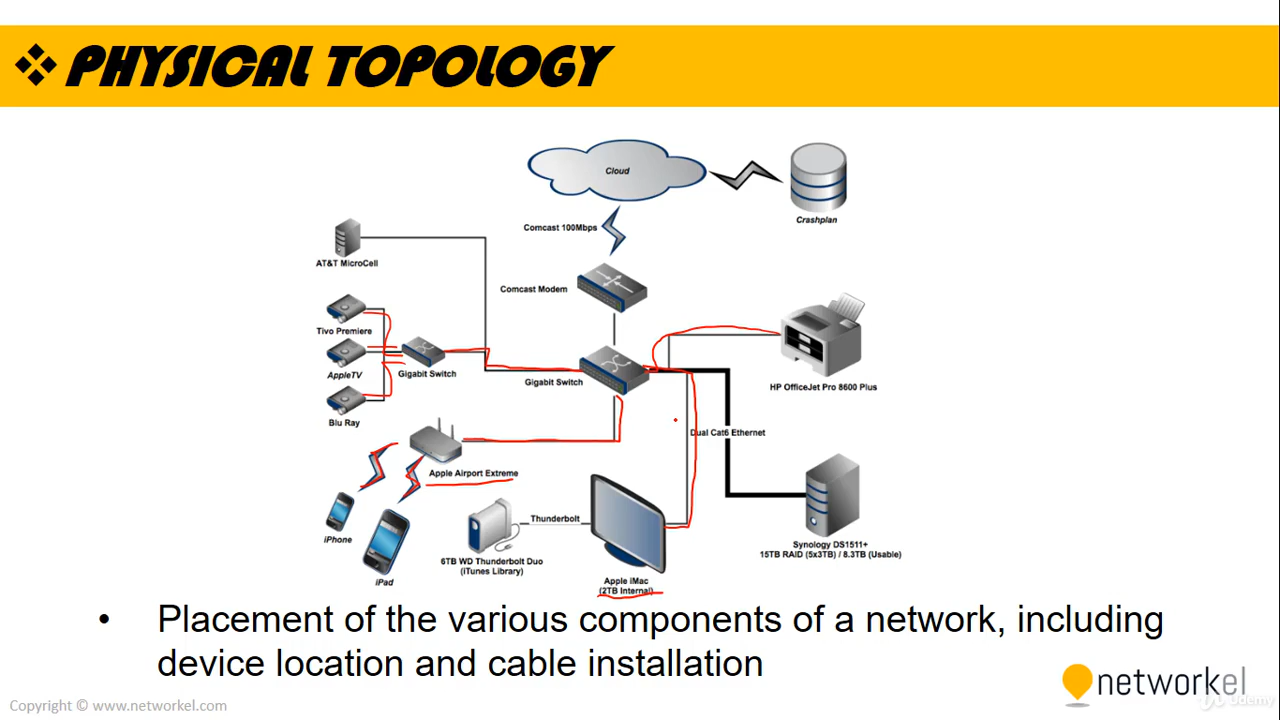 ❖ PHYSICAL TOPOLOGY
Cloud
Crashplan
Comcast 100Mbps
AT&T MicroCell
Comcast Modem
Tivo Premiere
AppleTV
Gigabit Switch
Gigabit Switch
HP OfficeJet Pro 8600 Plus
Blu Ray
Dual Cat6 Ethernet
Apple Airport Extreme
Thunderbolt
iPhone
iPad
6TB WD Thunderbolt Duo
(iTunes Library)
Apple iMac
(2TB Internal)
Synology DS1511+
15TB RAID (5x3TB) / 8.3TB (Usable)
• Placement of the various components of a network, including
device location and cable installation
networkel
Udemy
Copyright © www.networkel.com